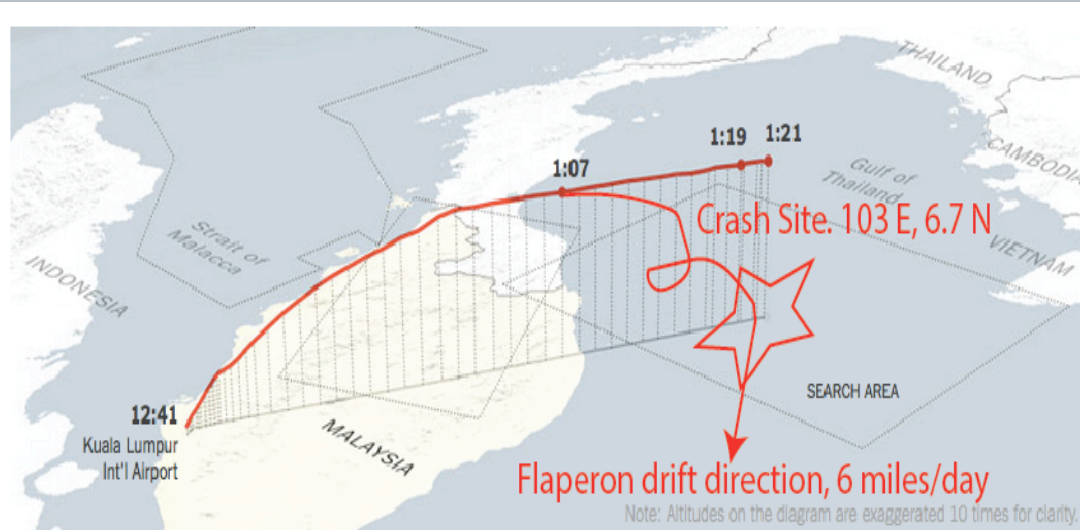 THAILAND
1:19 1:21
CAMBODIA
1:07
Gulf of
Thailand
Crash Site. 103 E, 6.7 N
Strait of
Malacca
VIETNAM
INDONESIA
SEARCH AREA
12:41
Kuala Lumpur
Int'l Airport
MALAYSIA
Flaperon drift direction, 6 miles/day
Note: Altitudes on the diagram are exaggerated 10 times for clarity.